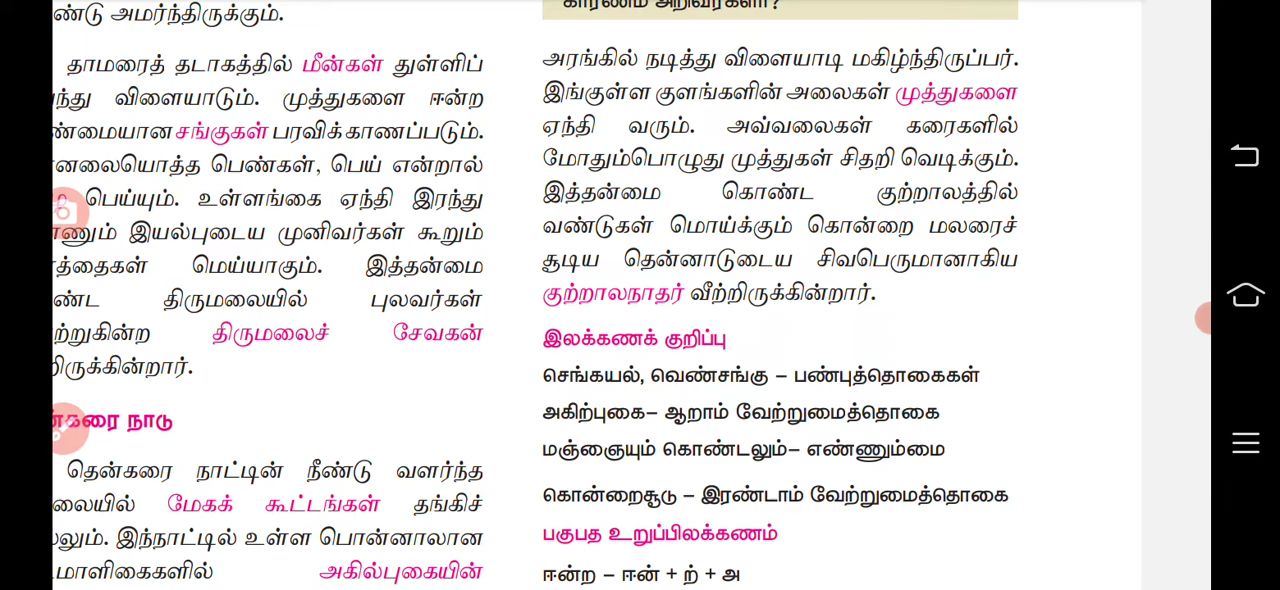 ண்டு அமர்ந்திருக்கும்.
தாமரைத் தடாகத்தில் மீன்கள் துள்ளிப்
ந்து விளையாடும். முத்துகளை ஈன்ற
ண்மையான சங்குகள் பரவிக்காணப்படும்.
னலையொத்த பெண்கள், பெய் என்றால்
பெய்யும். உள்ளங்கை ஏந்தி இரந்து
ணும் இயல்புடைய முனிவர்கள் கூறும்
த்தைகள் மெய்யாகும். இத்தன்மை
ண்ட திருமலையில் புலவர்கள்
ற்றுகின்ற திருமலைச் சேவகன்
றிருக்கின்றார்.
ன்கரை நாடு
தென்கரை நாட்டின் நீண்டு வளர்ந்த
லையில் மேகக் கூட்டங்கள் தங்கிச்
லும். இந்நாட்டில் உள்ள பொன்னாலான
மாளிகைகளில் அகில்புகையின்
காரணம் அறிவீர்களா?
அரங்கில் நடித்து விளையாடி மகிழ்ந்திருப்பர்.
இங்குள்ள குளங்களின் அலைகள் முத்துகளை
ஏந்தி வரும். அவ்வலைகள் கரைகளில்
மோதும்பொழுது முத்துகள் சிதறி வெடிக்கும்.
இத்தன்மை கொண்ட குற்றாலத்தில்
வண்டுகள் மொய்க்கும் கொன்றை மலரைச்
சூடிய தென்னாடுடைய சிவபெருமானாகிய
குற்றாலநாதர் வீற்றிருக்கின்றார்.
இலக்கணக் குறிப்பு
செங்கயல், வெண்சங்கு – பண்புத்தொகைகள்
அகிற்புகை– ஆறாம் வேற்றுமைத்தொகை
மஞ்ஞையும் கொண்டலும்– எண்ணும்மை
கொன்றைசூடு – இரண்டாம் வேற்றுமைத்தொகை
பகுபத உறுப்பிலக்கணம்
ஈன்ற – ஈன் + ற் + அ